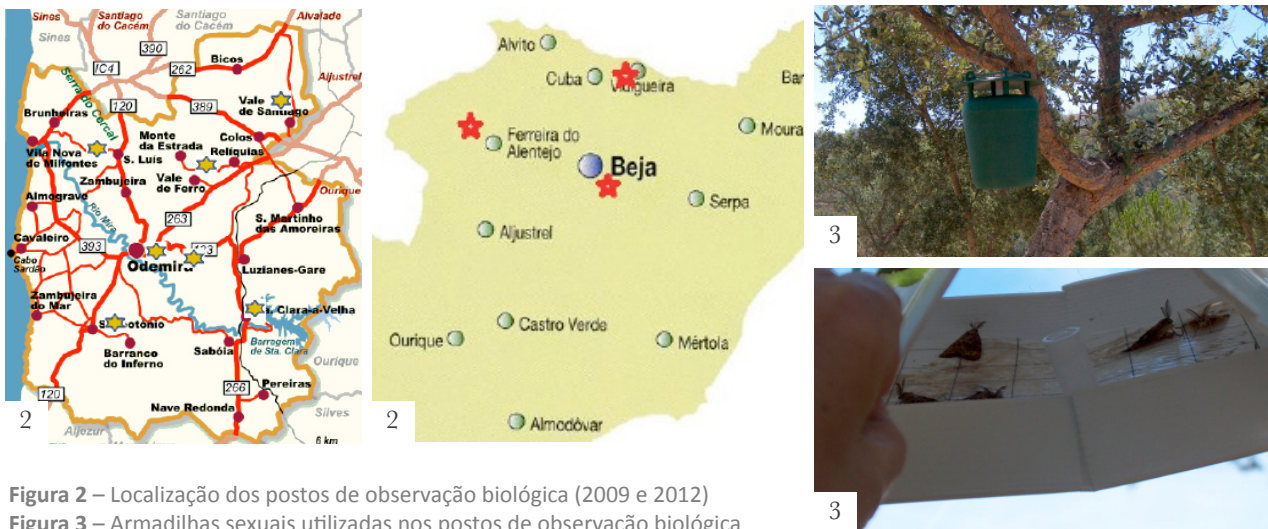 Sines
Santiago
do Cacém
Santiago
do Cacém
Alvalade
Sines
390
IC4
262
Bicos
Aljustrel
Serra do Cercal
120
389
Vale
de Santiago
Brunheiras
Colos
Monte
da Estrada
Relíquias
Vila Nova
de Milfontes
S. Luís
Vale
de Ferro
Zambujeira
Ourique
Almograve
Rio Mira
263
S. Martinho
das Amoreiras
Cavaleiro
393
Cabo
Sardão
Odemira
Luzianes-Gare
Zambujeira
do Mar
Clara-a-Velha
Barragem
de Sta. Clara
Barranco
do Inferno
Sabóia
Ourique
120
266
Pereiras
Nave Redonda
Silves
2
Aljezur
6 km
Alvito
Cuba
Vidigueira
Bar
Moura
Ferreira do
Alentejo
Beja
Serpa
Aljustrel
Castro Verde
Ourique
Mértola
2
Almodóvar
3
3
Figura 2 – Localização dos postos de observação biológica (2009 e 2012)
Figura 3 – Armadilhas sexuais utilizadas nos postos de observação biológica